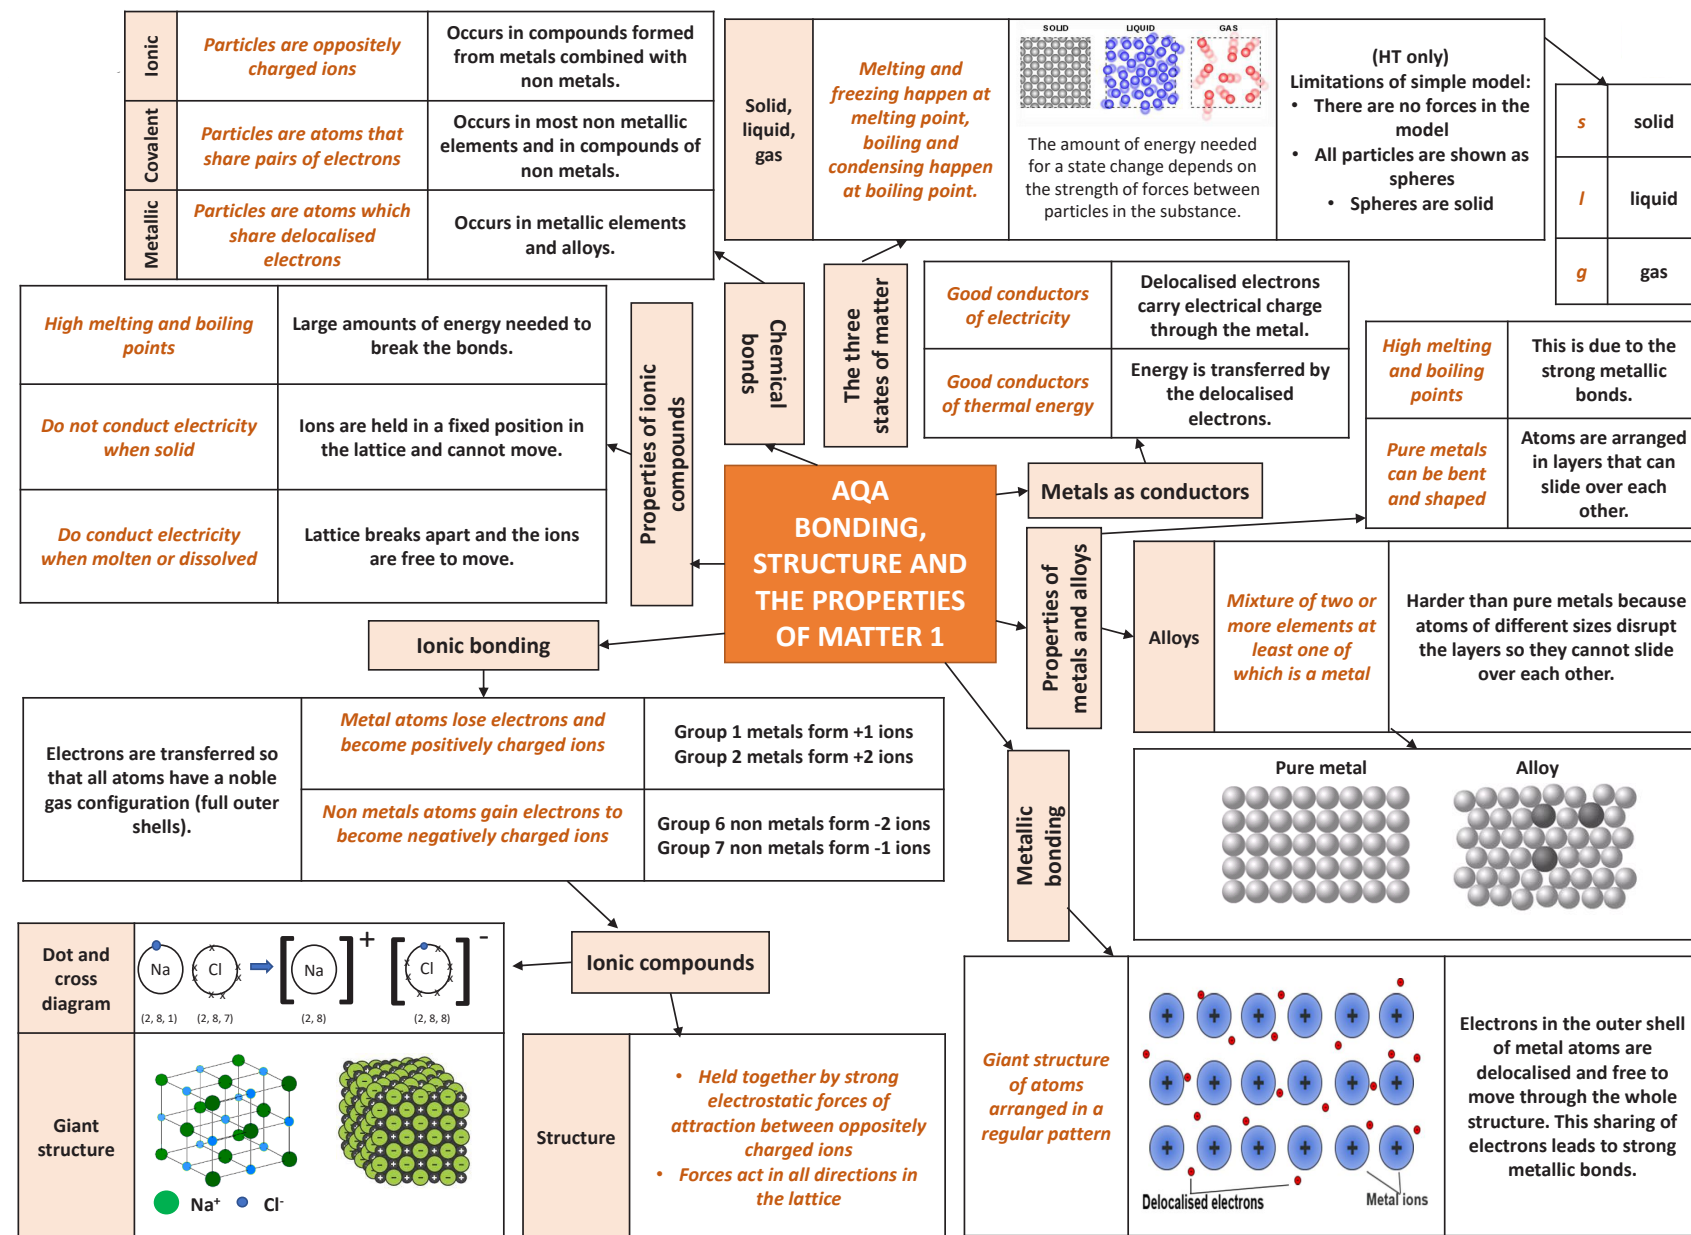 Ionic
Particles are oppositely
charged ions
Occurs in compounds formed
from metals combined with
non metals.
Covalent
Particles are atoms that
share pairs of electrons
Occurs in most non metallic
elements and in compounds of
non metals.
Metallic
Particles are atoms which
share delocalised
electrons
Occurs in metallic elements
and alloys.
Solid,
liquid,
gas
Melting and
freezing happen at
melting point,
boiling and
condensing happen
at boiling point.
SOLID
LIQUID
GAS
The amount of energy needed
for a state change depends on
the strength of forces between
particles in the substance.
(HT only)
Limitations of simple model:
• There are no forces in the
model
• All particles are shown as
spheres
• Spheres are solid
s
solid
l
liquid
g
gas
High melting and boiling
points
Large amounts of energy needed to
break the bonds.
Do not conduct electricity
when solid
Ions are held in a fixed position in
the lattice and cannot move.
Do conduct electricity
when molten or dissolved
Lattice breaks apart and the ions
are free to move.
Properties of ionic
compounds
Chemical
bonds
The three
states of matter
Good conductors
of electricity
Delocalised electrons
carry electrical charge
through the metal.
Good conductors
of thermal energy
Energy is transferred by
the delocalised
electrons.
High melting
and boiling
points
This is due to the
strong metallic
bonds.
Pure metals
can be bent
and shaped
Atoms are arranged
in layers that can
slide over each
other.
AQA
BONDING,
STRUCTURE AND
THE PROPERTIES
OF MATTER 1
Metals as conductors
Properties of
metals and alloys
Alloys
Mixture of two or
more elements at
least one of
which is a metal
Harder than pure metals because
atoms of different sizes disrupt
the layers so they cannot slide
over each other.
Ionic bonding
Electrons are transferred so
that all atoms have a noble
gas configuration (full outer
shells).
Metal atoms lose electrons and
become positively charged ions
Group 1 metals form +1 ions
Group 2 metals form +2 ions
Non metals atoms gain electrons to
become negatively charged ions
Group 6 non metals form -2 ions
Group 7 non metals form -1 ions
Metallic
bonding
Pure metal
Alloy
Dot and
cross
diagram
Na
Cl
[Na]+
[Cl]-
(2, 8, 1)
(2, 8, 7)
(2, 8)
(2, 8, 8)
Ionic compounds
Giant
structure
Na+
Cl-
Structure
• Held together by strong
electrostatic forces of
attraction between oppositely
charged ions
• Forces act in all directions in
the lattice
Giant structure
of atoms
arranged in a
regular pattern
+ + + + + +
+ + + + + +
+ + + + + +
Delocalised electrons
Metal ions
Electrons in the outer shell
of metal atoms are
delocalised and free to
move through the whole
structure. This sharing of
electrons leads to strong
metallic bonds.